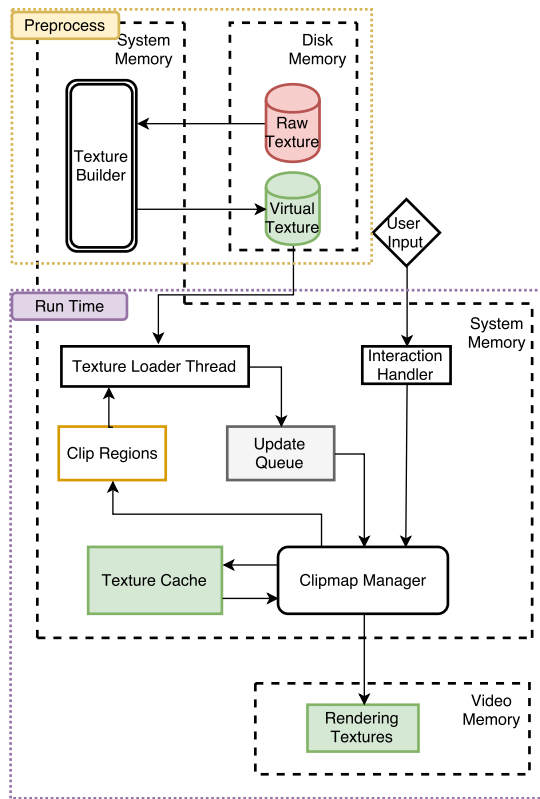 Preprocess
System
Memory
Disk
Memory
Raw
Texture
Texture
Builder
Virtual
Texture
User
Input
Run Time
System
Memory
Texture Loader Thread
Interaction
Handler
Clip Regions
Update
Queue
Texture Cache
Clipmap Manager
Video
Memory
Rendering
Textures